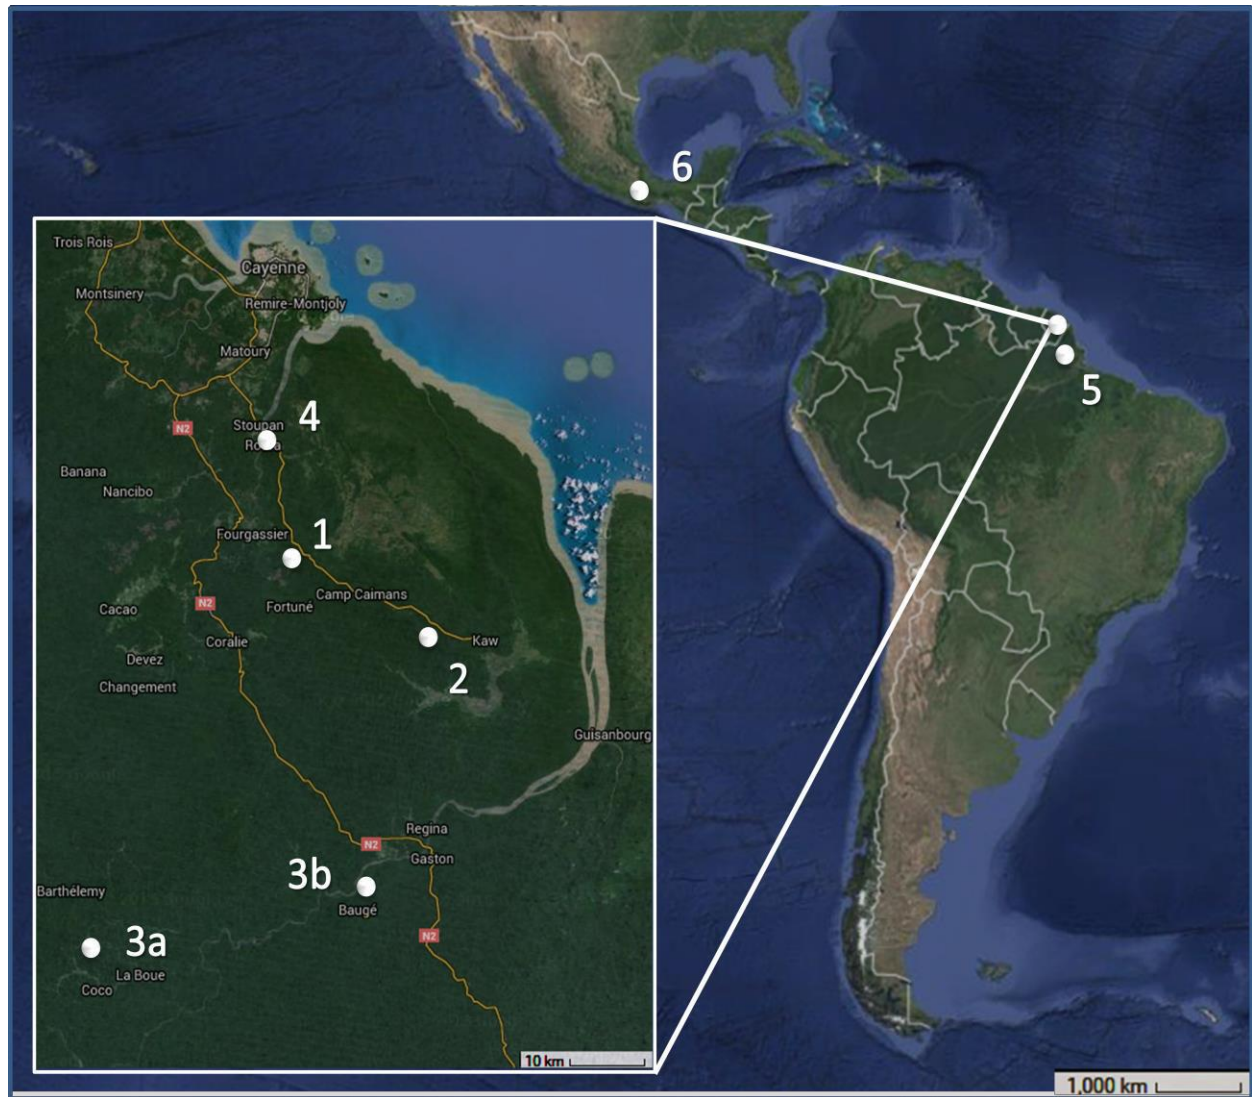 6
Trois Rois
Cayenne
Montsinery
Remire-Montjoly
Matoury
5
4
Stoupan
N2
Banana
Nancibo
1
Fourgassier
Camp Caimans
Cacao
N2
Fortuné
Coralie
Kaw
Devez
2
Changement
Guisanbourg
Regina
N2
Gaston
3b
Barthélemy
Baugé
3a
N2
La Boue
Coco
10 km
1,000 km